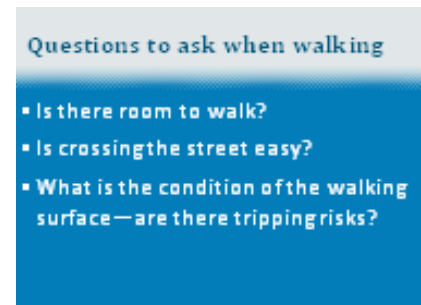 Questions to ask when walking
▪ Is there room to walk?
▪ Is crossing the street easy?
▪ What is the condition of the walking
surface—are there tripping risks?